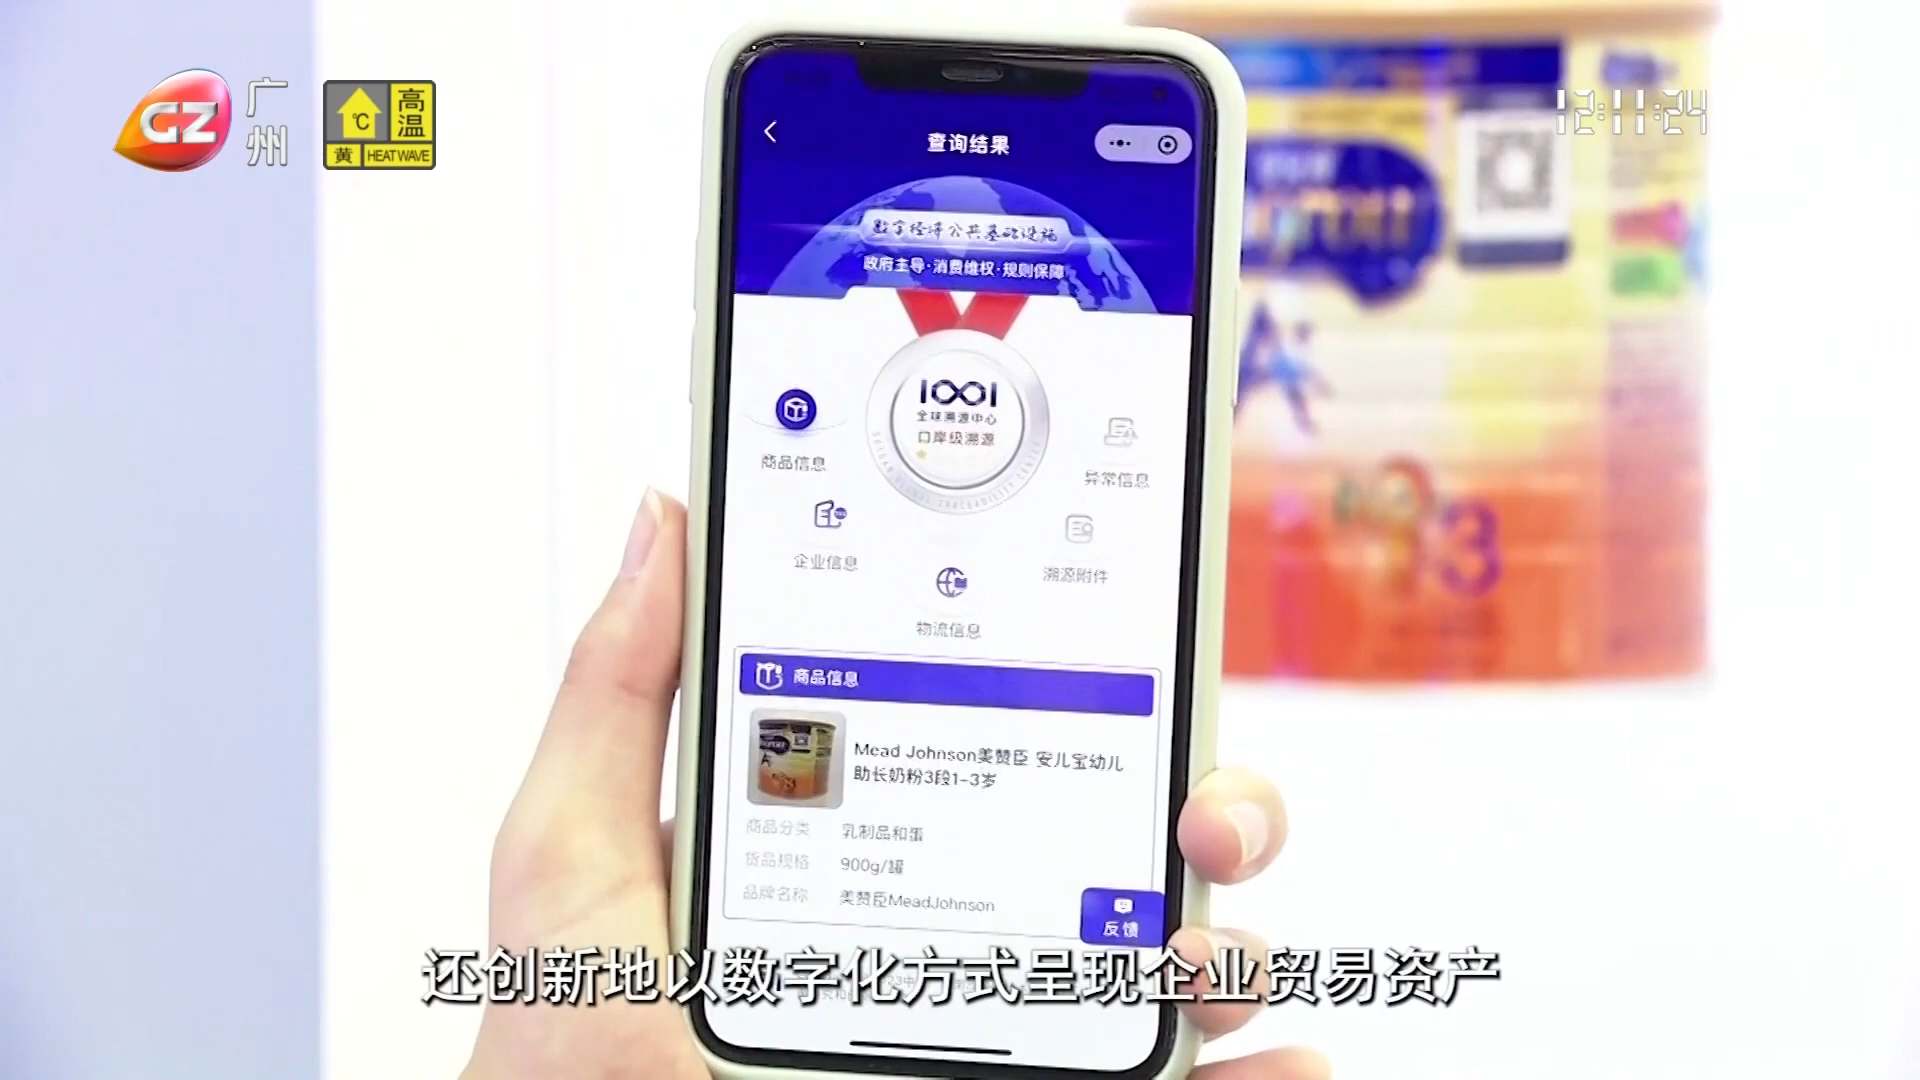 GZ
广州
℃
高温
黄 HEAT WAVE
12:11:24
查询结果
数字经济公共基础设施
政府主导·消费维权·规则保障
1001
全球溯源中心
口岸级溯源
商品信息
异常信息
企业信息
溯源附件
物流信息
商品信息
Mead Johnson美赞臣 安儿宝幼儿
助长奶粉3段1-3岁
商品分类 乳制品和蛋
货品规格 900g/罐
品牌名称 美赞臣MeadJohnson
反馈
A+
3
还创新地以数字化方式呈现企业贸易资产